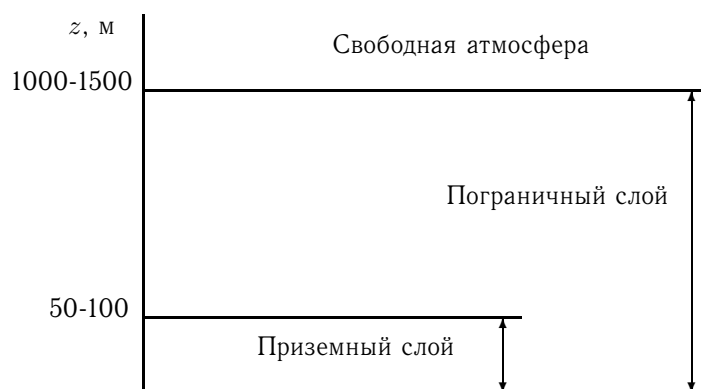 z, м
Свободная атмосфера
1000-1500
Пограничный слой
50-100
Приземный слой